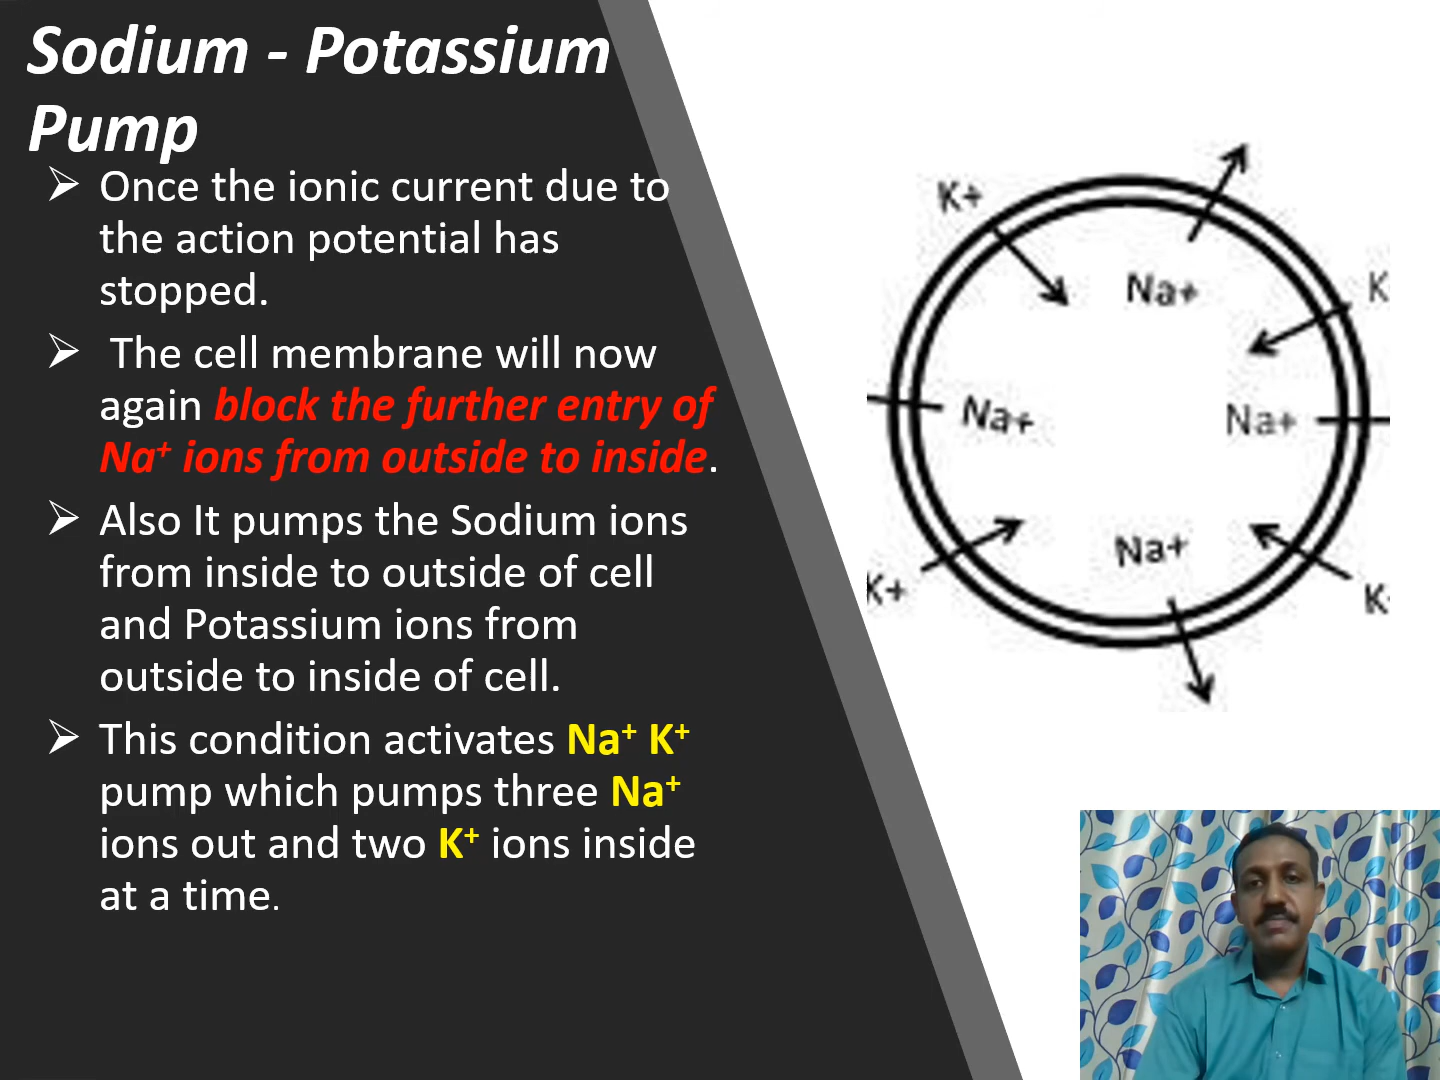 Sodium - Potassium
Pump
➢ Once the ionic current due to
the action potential has
stopped.
➢ The cell membrane will now
again block the further entry of
Na⁺ ions from outside to inside.
➢ Also It pumps the Sodium ions
from inside to outside of cell
and Potassium ions from
outside to inside of cell.
➢ This condition activates Na⁺ K⁺
pump which pumps three Na⁺
ions out and two K⁺ ions inside
at a time.
K+
Na+
K
Na+
Na+
Na+
K+
K